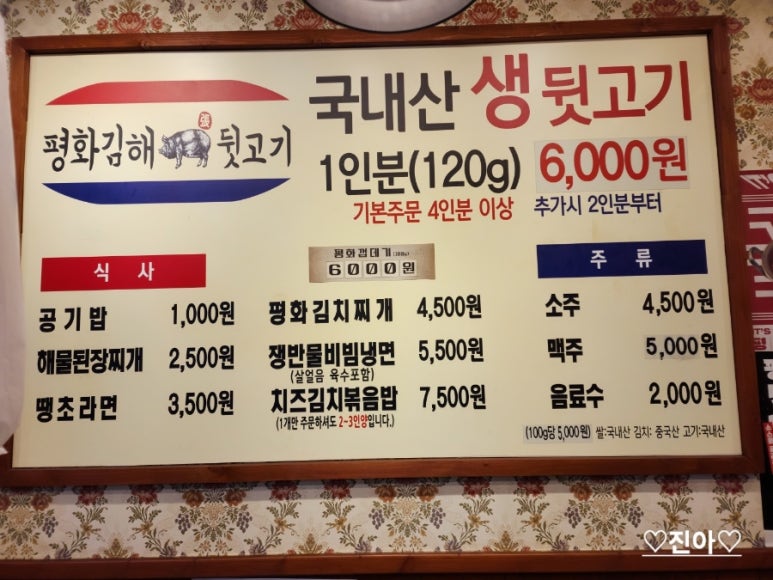 평화김해 張 뒷고기
국내산 생 뒷고기
1인분(120g) 6,000원
기본주문 4인분 이상 추가시 2인분부터
식사
공기밥 1,000원
해물된장찌개 2,500원
땡초라면 3,500원
평화껍데기
6000원
평화김치찌개 4,500원
쟁반물비빔냉면 5,500원
(살얼음 육수포함)
치즈김치볶음밥 7,500원
(1개만 주문하셔도 2~3인양입니다.)
주류
소주 4,500원
맥주 5,000원
음료수 2,000원
(100g당 5,000원) 쌀:국내산 김치: 중국산 고기:국내산
♡진아♡